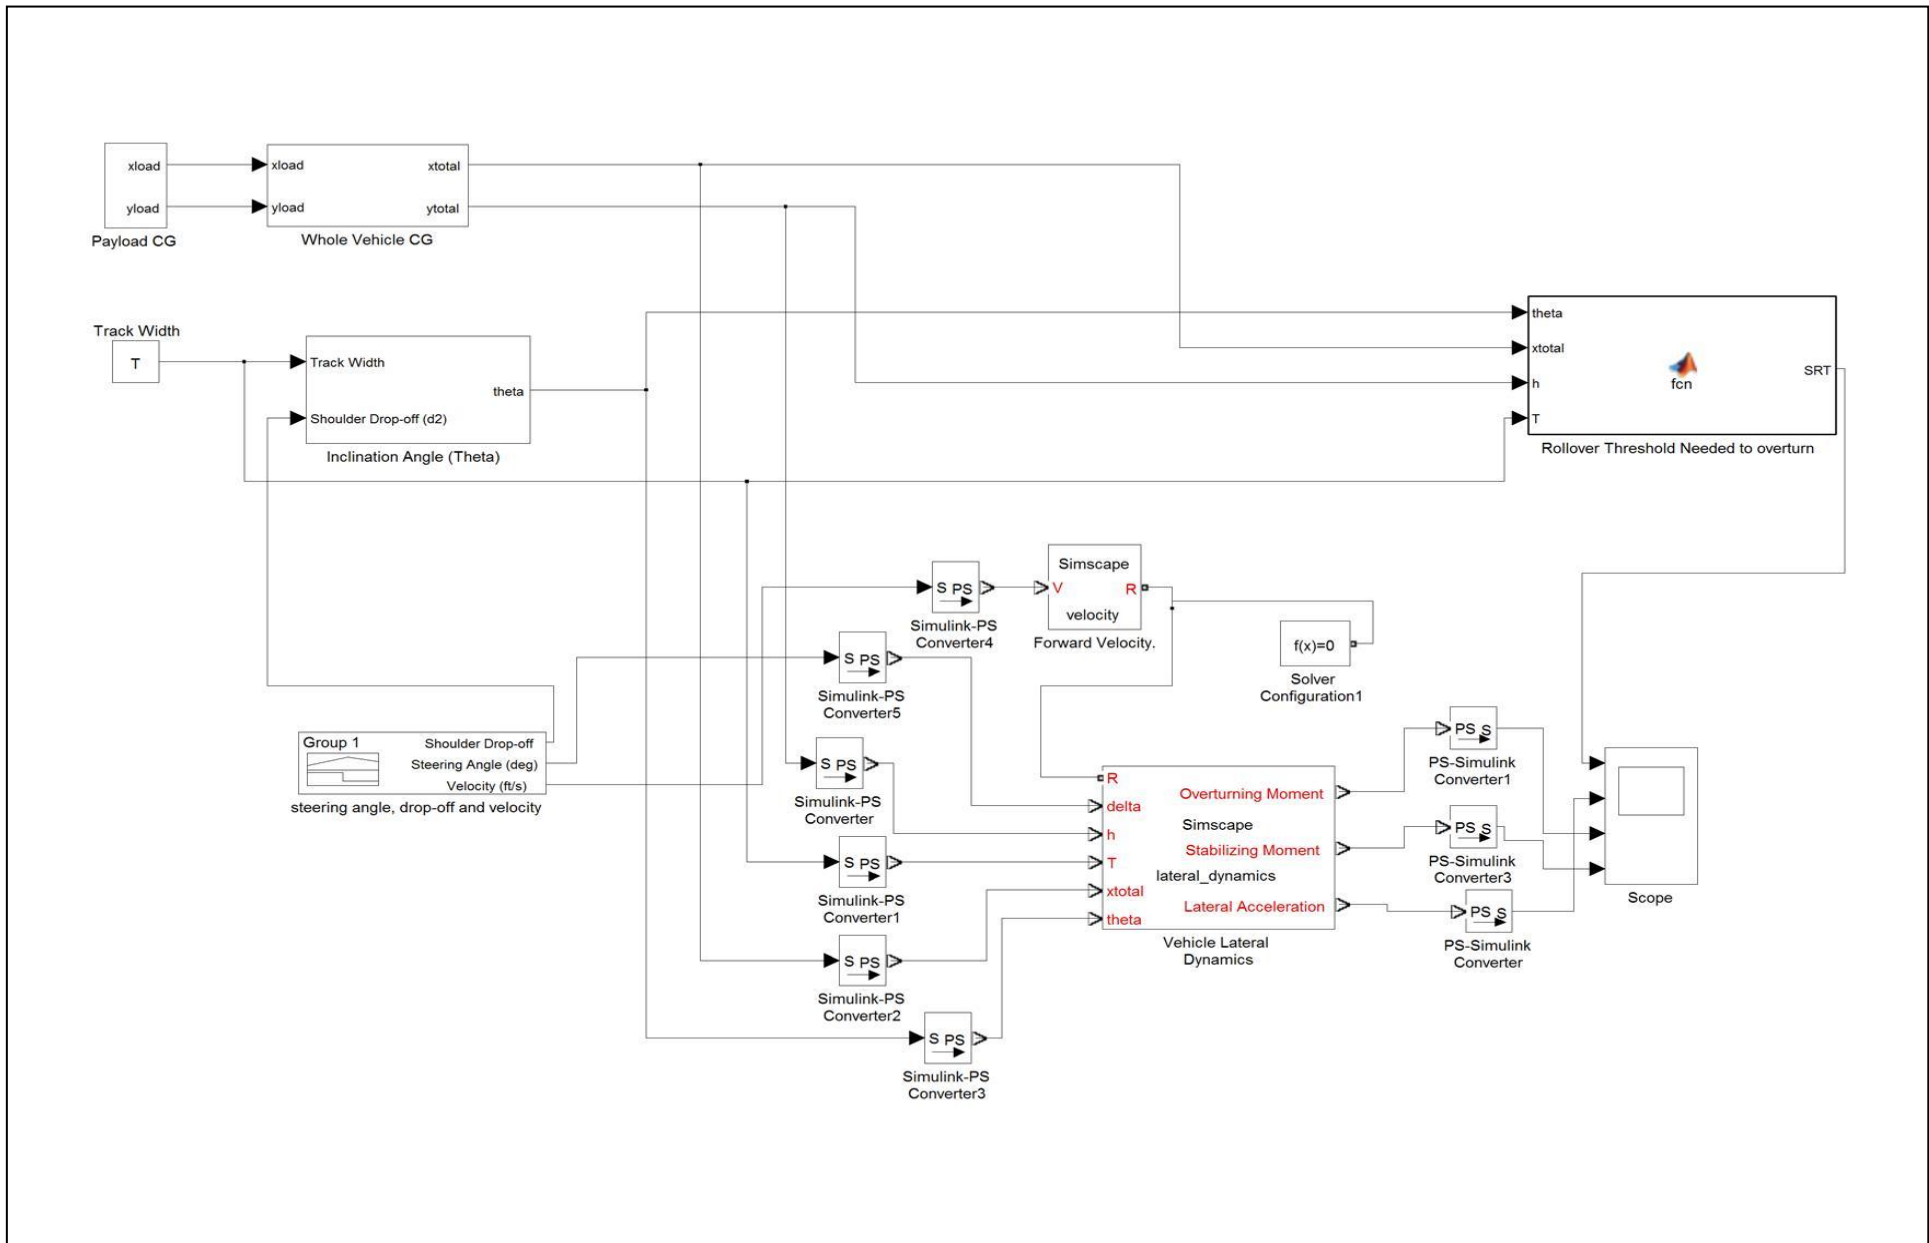 xload
yload
Payload CG
xload
yload
xtotal
ytotal
Whole Vehicle CG
Track Width
T
Track Width
Shoulder Drop-off (d2)
theta
Inclination Angle (Theta)
theta
xtotal
h
T
fcn
SRT
Rollover Threshold Needed to overturn
S PS
Simulink-PS
Converter4
Simscape
V
R
velocity
Forward Velocity.
f(x)=0
Solver
Configuration1
S PS
Simulink-PS
Converter5
Group 1
Shoulder Drop-off
Steering Angle (deg)
Velocity (ft/s)
steering angle, drop-off and velocity
S PS
Simulink-PS
Converter
S PS
Simulink-PS
Converter1
S PS
Simulink-PS
Converter2
S PS
Simulink-PS
Converter3
R
delta
h
T
xtotal
theta
Overturning Moment
Simscape
Stabilizing Moment
lateral_dynamics
Lateral Acceleration
Vehicle Lateral
Dynamics
PS S
PS-Simulink
Converter1
PS S
PS-Simulink
Converter3
PS S
PS-Simulink
Converter
Scope